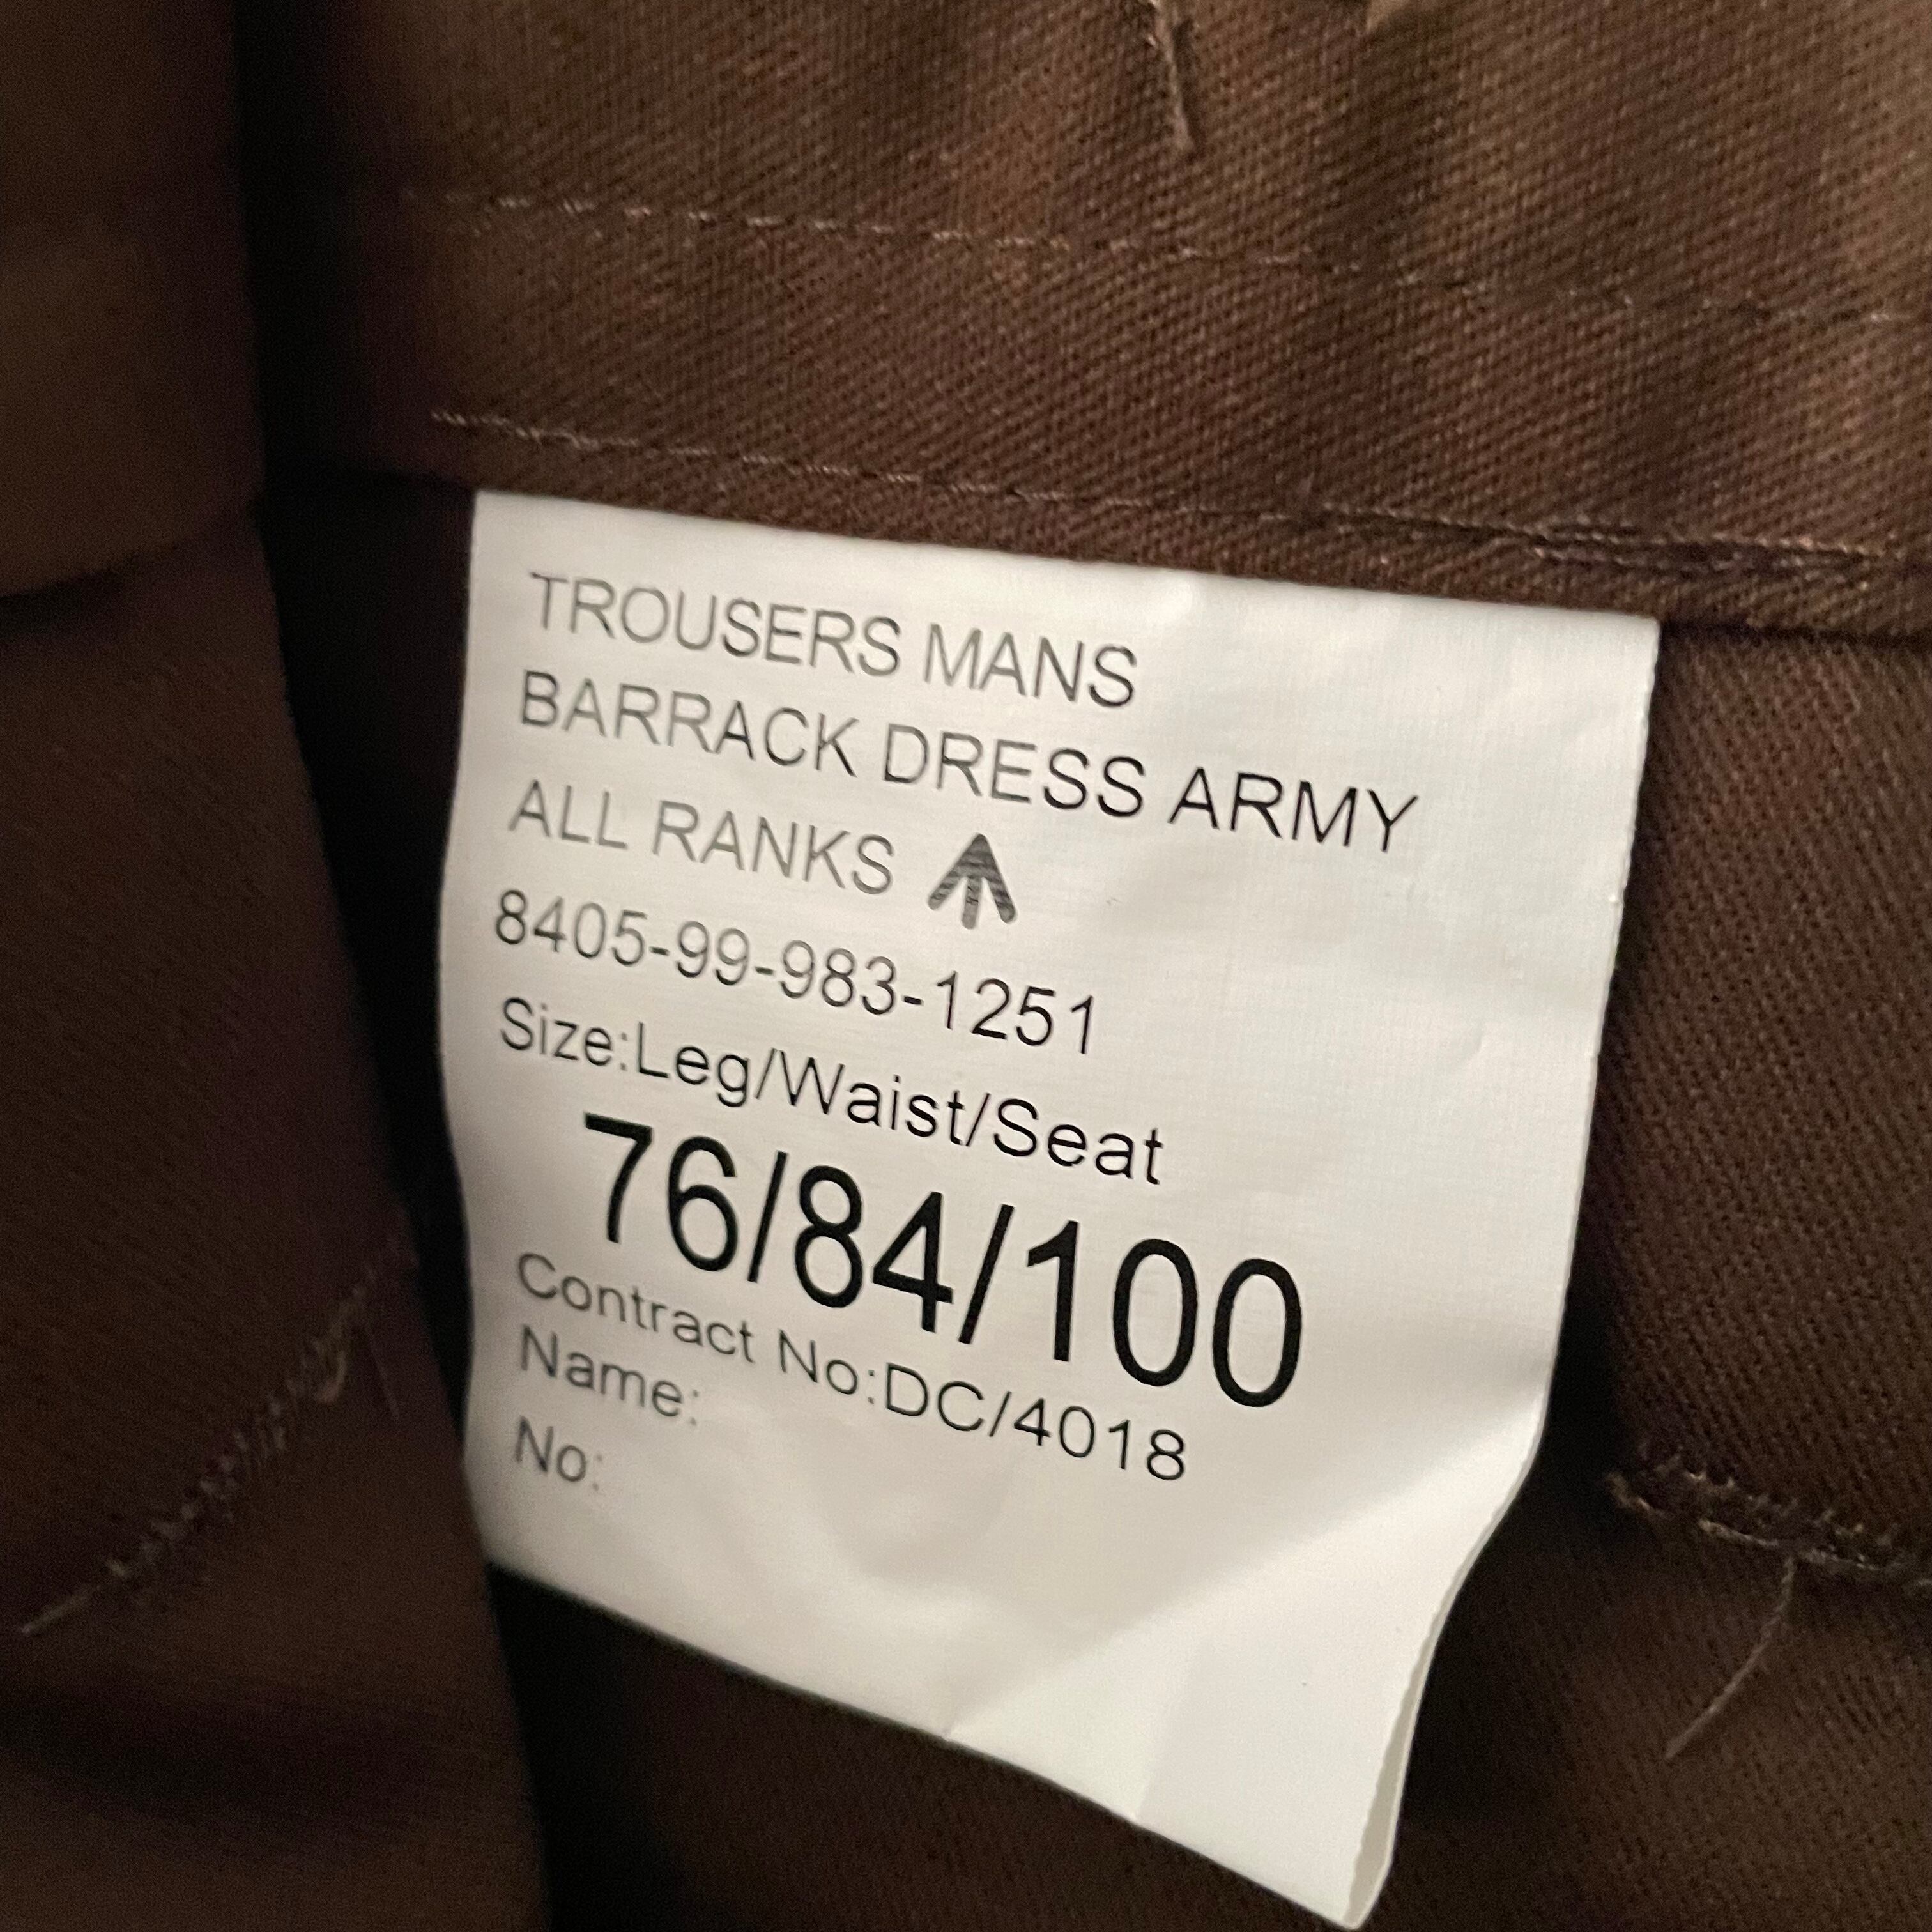 TROUSERS MANS
BARRACK DRESS ARMY
ALL RANKS
8405-99-983-1251
Size:Leg/Waist/Seat
76/84/100
Contract No:DC/4018
Name:
No: